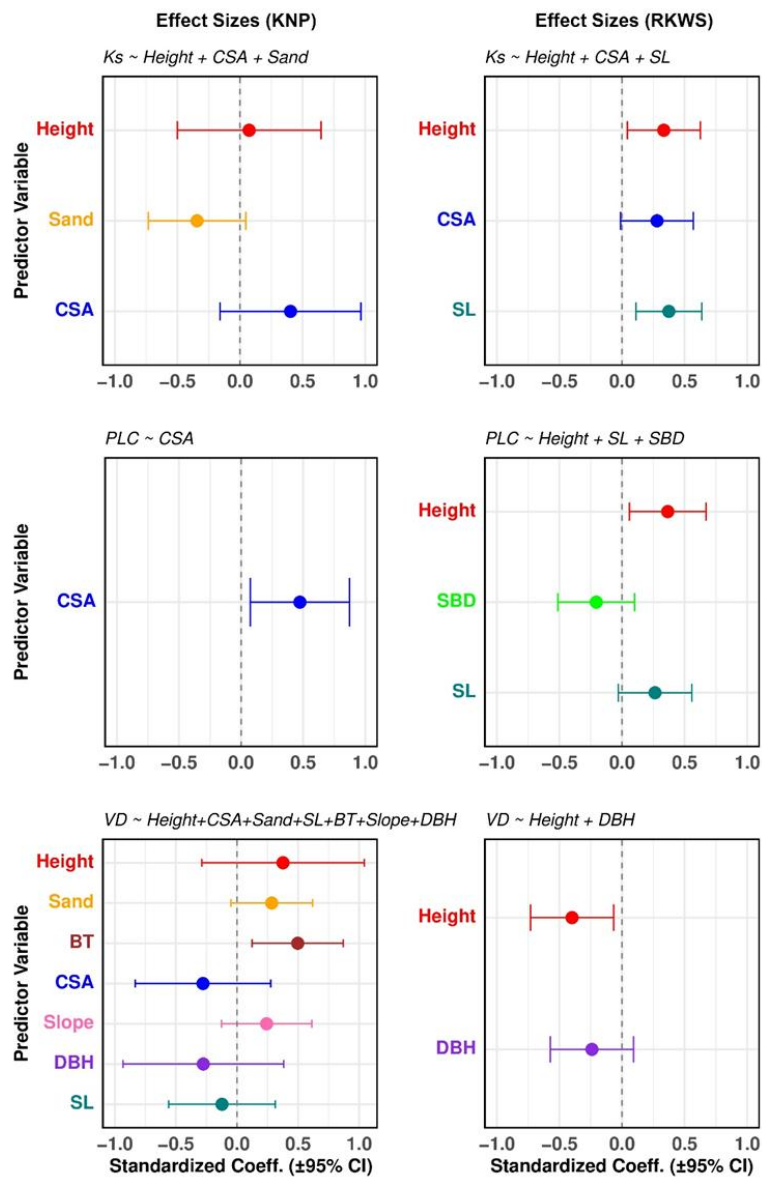 Effect Sizes (KNP)
Ks ~ Height + CSA + Sand
Predictor Variable
Height
Sand
CSA
-1.0 -0.5 0.0 0.5 1.0
Effect Sizes (RKWS)
Ks ~ Height + CSA + SL
Height
CSA
SL
-1.0 -0.5 0.0 0.5 1.0
PLC ~ CSA
Predictor Variable
CSA
-1.0 -0.5 0.0 0.5 1.0
PLC ~ Height + SL + SBD
Height
SBD
SL
-1.0 -0.5 0.0 0.5 1.0
VD ~ Height+CSA+Sand+SL+BT+Slope+DBH
Predictor Variable
Height
Sand
BT
CSA
Slope
DBH
SL
-1.0 -0.5 0.0 0.5 1.0
Standardized Coeff. (±95% CI)
VD ~ Height + DBH
Height
DBH
-1.0 -0.5 0.0 0.5 1.0
Standardized Coeff. (±95% CI)